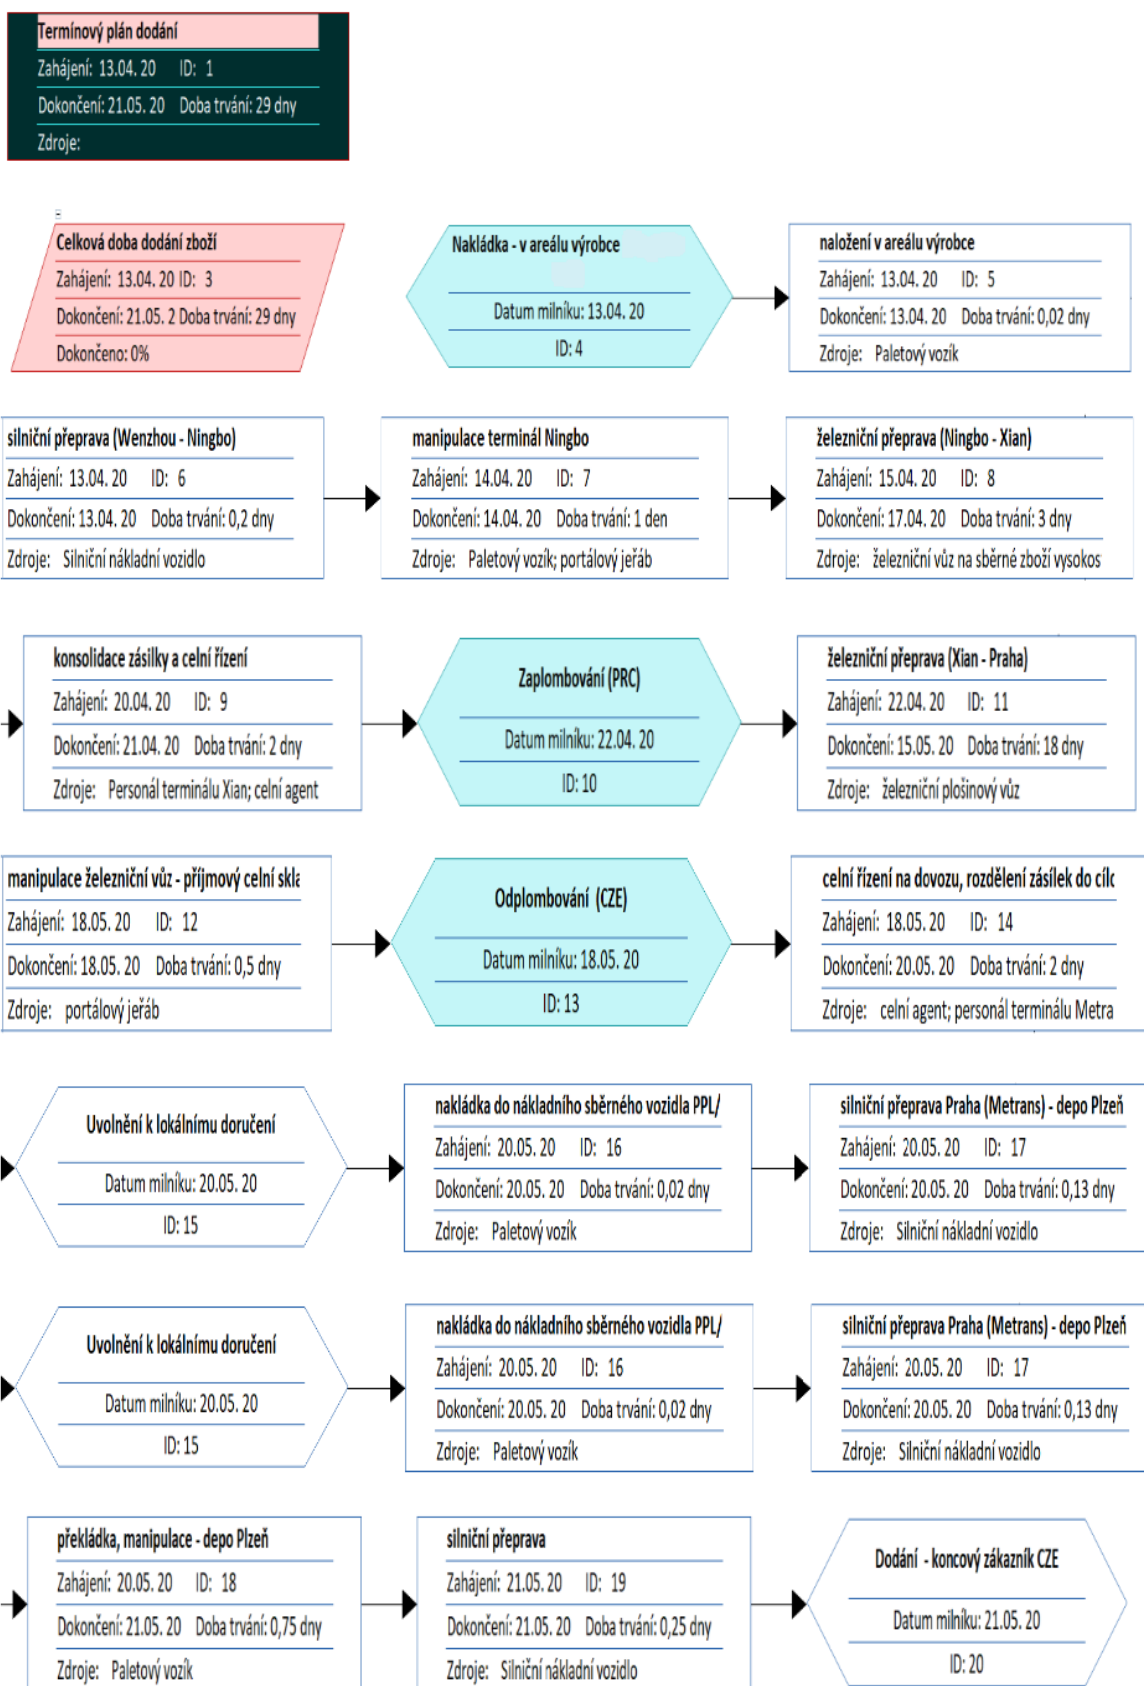 Termínový plán dodání
Zahájení: 13.04. 20 ID: 1
Dokončení: 21.05. 20 Doba trvání: 29 dny
Zdroje:
Celková doba dodání zboží
Zahájení: 13.04. 20 ID: 3
Dokončení: 21.05. 2 Doba trvání: 29 dny
Dokončeno: 0%
Nakládka - v areálu výrobce
Datum milníku: 13.04. 20
ID: 4
naložení v areálu výrobce
Zahájení: 13.04. 20 ID: 5
Dokončení: 13.04. 20 Doba trvání: 0,02 dny
Zdroje: Paletový vozík
silniční přeprava (Wenzhou - Ningbo)
Zahájení: 13.04. 20 ID: 6
Dokončení: 13.04. 20 Doba trvání: 0,2 dny
Zdroje: Silniční nákladní vozidlo
manipulace terminál Ningbo
Zahájení: 14.04. 20 ID: 7
Dokončení: 14.04. 20 Doba trvání: 1 den
Zdroje: Paletový vozík; portálový jeřáb
železniční přeprava (Ningbo - Xian)
Zahájení: 15.04. 20 ID: 8
Dokončení: 17.04. 20 Doba trvání: 3 dny
Zdroje: železniční vůz na sběrné zboží vysokos
konsolidace zásilky a celní řízení
Zahájení: 20.04. 20 ID: 9
Dokončení: 21.04. 20 Doba trvání: 2 dny
Zdroje: Personál terminálu Xian; celní agent
Zaplombování (PRC)
Datum milníku: 22.04. 20
ID: 10
železniční přeprava (Xian - Praha)
Zahájení: 22.04. 20 ID: 11
Dokončení: 15.05. 20 Doba trvání: 18 dny
Zdroje: železniční plošinový vůz
manipulace železniční vůz - příjmový celní skla
Zahájení: 18.05. 20 ID: 12
Dokončení: 18.05. 20 Doba trvání: 0,5 dny
Zdroje: portálový jeřáb
Odplombování (CZE)
Datum milníku: 18.05. 20
ID: 13
celní řízení na dovozu, rozdělení zásilek do cílc
Zahájení: 18.05. 20 ID: 14
Dokončení: 20.05. 20 Doba trvání: 2 dny
Zdroje: celní agent; personál terminálu Metra
Uvolnění k lokálnímu doručení
Datum milníku: 20.05. 20
ID: 15
nakládka do nákladního sběrného vozidla PPL/
Zahájení: 20.05. 20 ID: 16
Dokončení: 20.05. 20 Doba trvání: 0,02 dny
Zdroje: Paletový vozík
silniční přeprava Praha (Metrans) - depo Plzeň
Zahájení: 20.05. 20 ID: 17
Dokončení: 20.05. 20 Doba trvání: 0,13 dny
Zdroje: Silniční nákladní vozidlo
Uvolnění k lokálnímu doručení
Datum milníku: 20.05. 20
ID: 15
nakládka do nákladního sběrného vozidla PPL/
Zahájení: 20.05. 20 ID: 16
Dokončení: 20.05. 20 Doba trvání: 0,02 dny
Zdroje: Paletový vozík
silniční přeprava Praha (Metrans) - depo Plzeň
Zahájení: 20.05. 20 ID: 17
Dokončení: 20.05. 20 Doba trvání: 0,13 dny
Zdroje: Silniční nákladní vozidlo
překládka, manipulace - depo Plzeň
Zahájení: 20.05. 20 ID: 18
Dokončení: 21.05. 20 Doba trvání: 0,75 dny
Zdroje: Paletový vozík
silniční přeprava
Zahájení: 21.05. 20 ID: 19
Dokončení: 21.05. 20 Doba trvání: 0,25 dny
Zdroje: Silniční nákladní vozidlo
Dodání - koncový zákazník CZE
Datum milníku: 21.05. 20
ID: 20